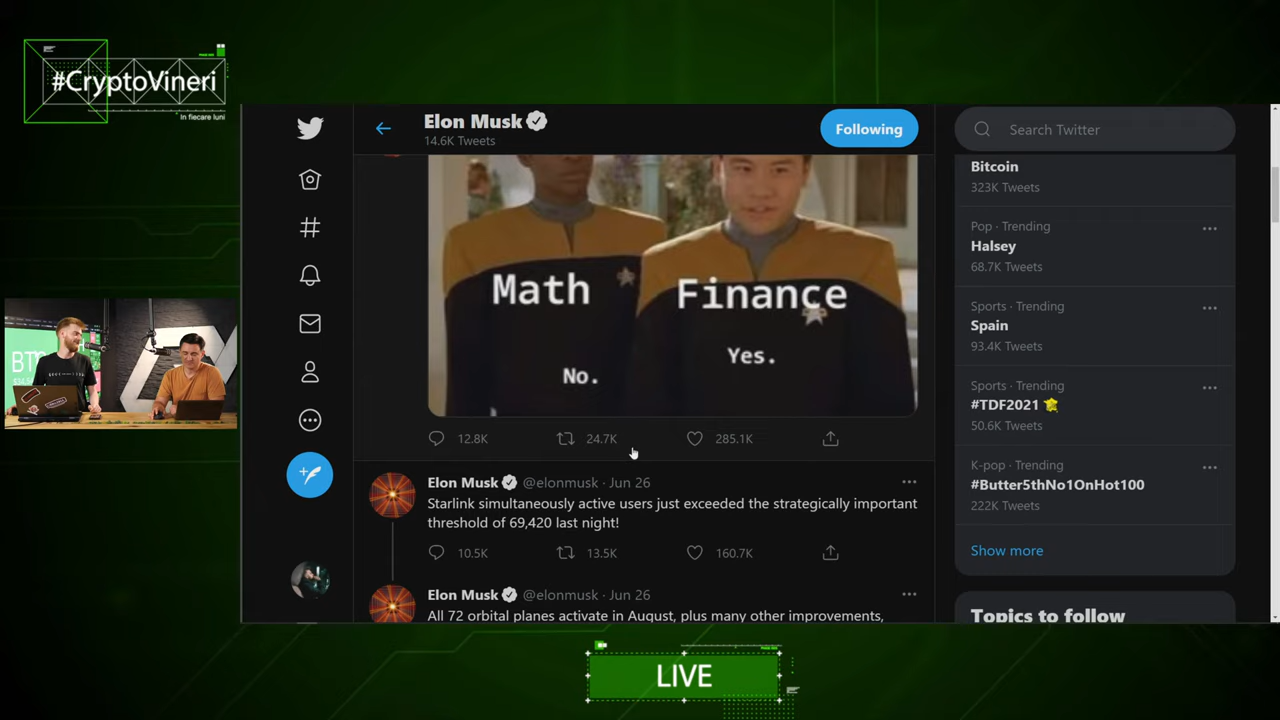 #CryptoVineri
în fiecare luni
Elon Musk
14.6K Tweets
Following
Search Twitter
Math
No.
Finance
Yes.
12.8K
24.7K
285.1K
Elon Musk @elonmusk · Jun 26
Starlink simultaneously active users just exceeded the strategically important
threshold of 69,420 last night!
10.5K
13.5K
160.7K
Elon Musk @elonmusk · Jun 26
All 72 orbital planes activate in August, plus many other improvements,
Bitcoin
323K Tweets
Pop · Trending
Halsey
68.7K Tweets
Sports · Trending
Spain
93.4K Tweets
Sports · Trending
#TDF2021
50.6K Tweets
K-pop · Trending
#Butter5thNo1OnHot100
222K Tweets
Show more
Topics to follow
BT
LIVE